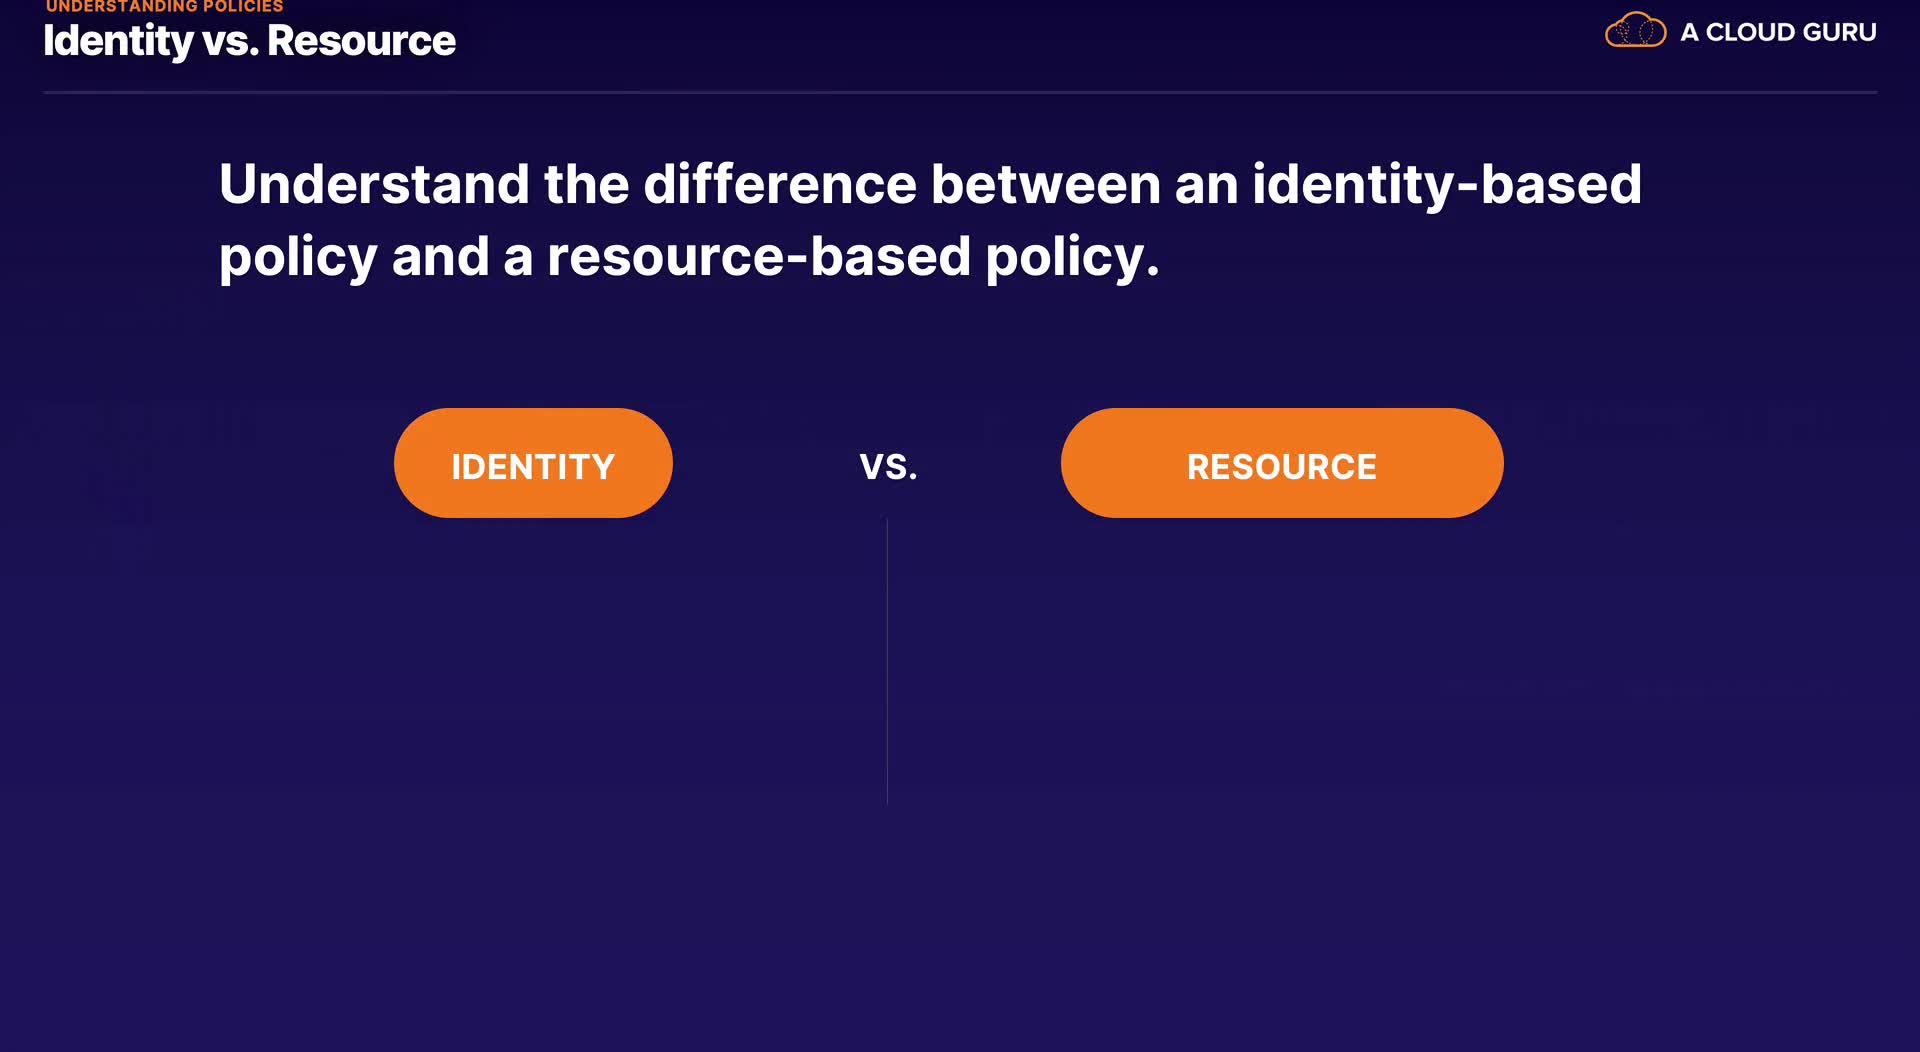 UNDERSTANDING POLICIES
Identity vs. Resource
A CLOUD GURU
Understand the difference between an identity-based
policy and a resource-based policy.
IDENTITY
VS.
RESOURCE